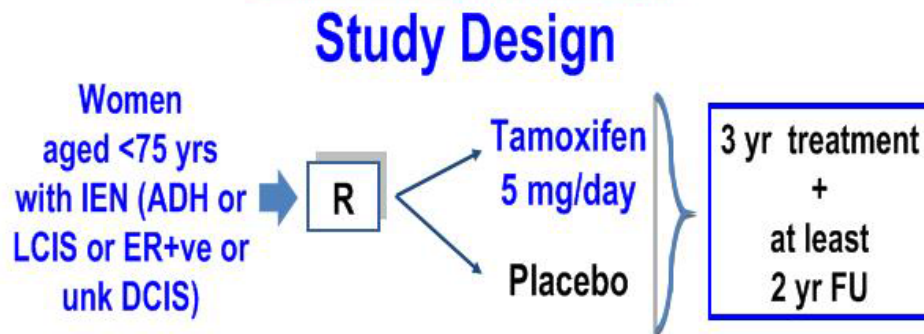 Study Design
Women
aged <75 yrs
with IEN (ADH or
LCIS or ER+ve or
unk DCIS)
R
Tamoxifen
5 mg/day
Placebo
3 yr treatment
+
at least
2 yr FU